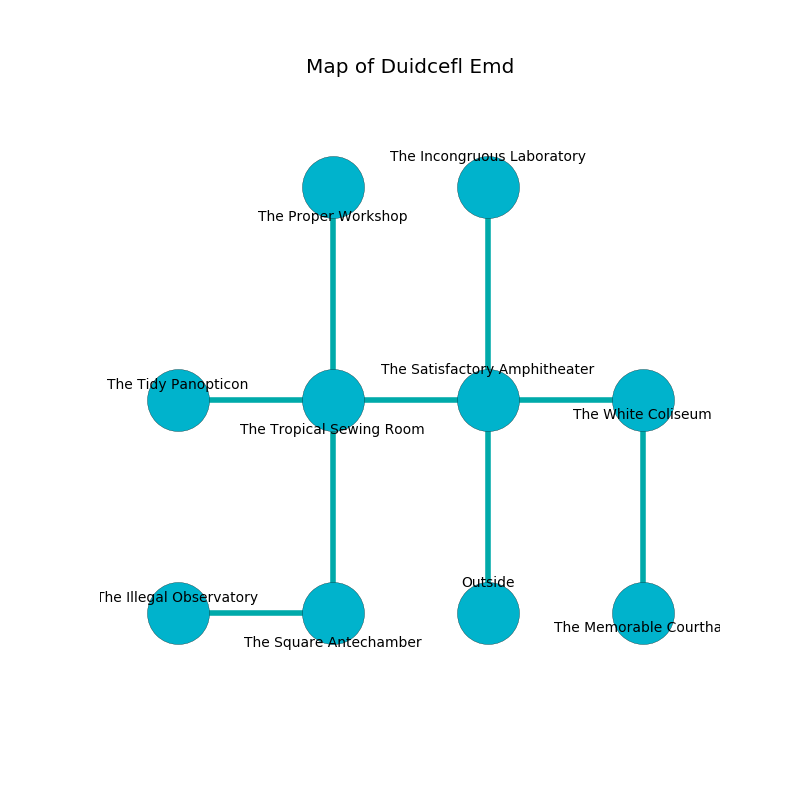 Map of Duidcefl Emd
The Incongruous Laboratory
The Proper Workshop
The Satisfactory Amphitheater
The Tidy Panopticon
The White Coliseum
The Tropical Sewing Room
Outside
The Illegal Observatory
The Memorable Courtha
The Square Antechamber